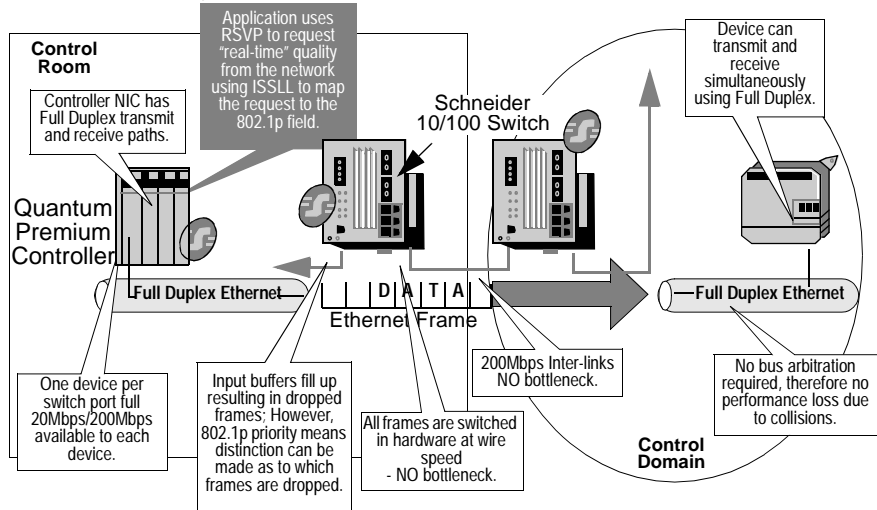 Application uses
RSVP to request
“real-time” quality
from the network
using ISSLL to map
the request to the
802.1p field.
Control
Room
Controller NIC has
Full Duplex transmit
and receive paths.
Schneider
10/100 Switch
Device can
transmit and
receive
simultaneously
using Full Duplex.
Quantum
Premium
Controller
Full Duplex Ethernet
D A T A
Ethernet Frame
Full Duplex Ethernet
One device per
switch port full
20Mbps/200Mbps
available to each
device.
Input buffers fill up
resulting in dropped
frames; However,
802.1p priority means
distinction can be
made as to which
frames are dropped.
All frames are switched
in hardware at wire
speed
- NO bottleneck.
200Mbps Inter-links
NO bottleneck.
No bus arbitration
required, therefore no
performance loss due
to collisions.
Control
Domain